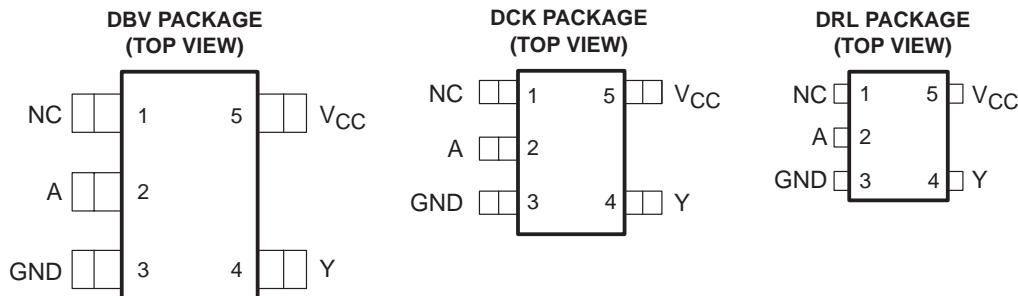 DBV PACKAGE
(TOP VIEW)
NC 1 5 VCC
A 2
GND 3 4 Y
DCK PACKAGE
(TOP VIEW)
NC 1 5 VCC
A 2
GND 3 4 Y
DRL PACKAGE
(TOP VIEW)
NC 1 5 VCC
A 2
GND 3 4 Y